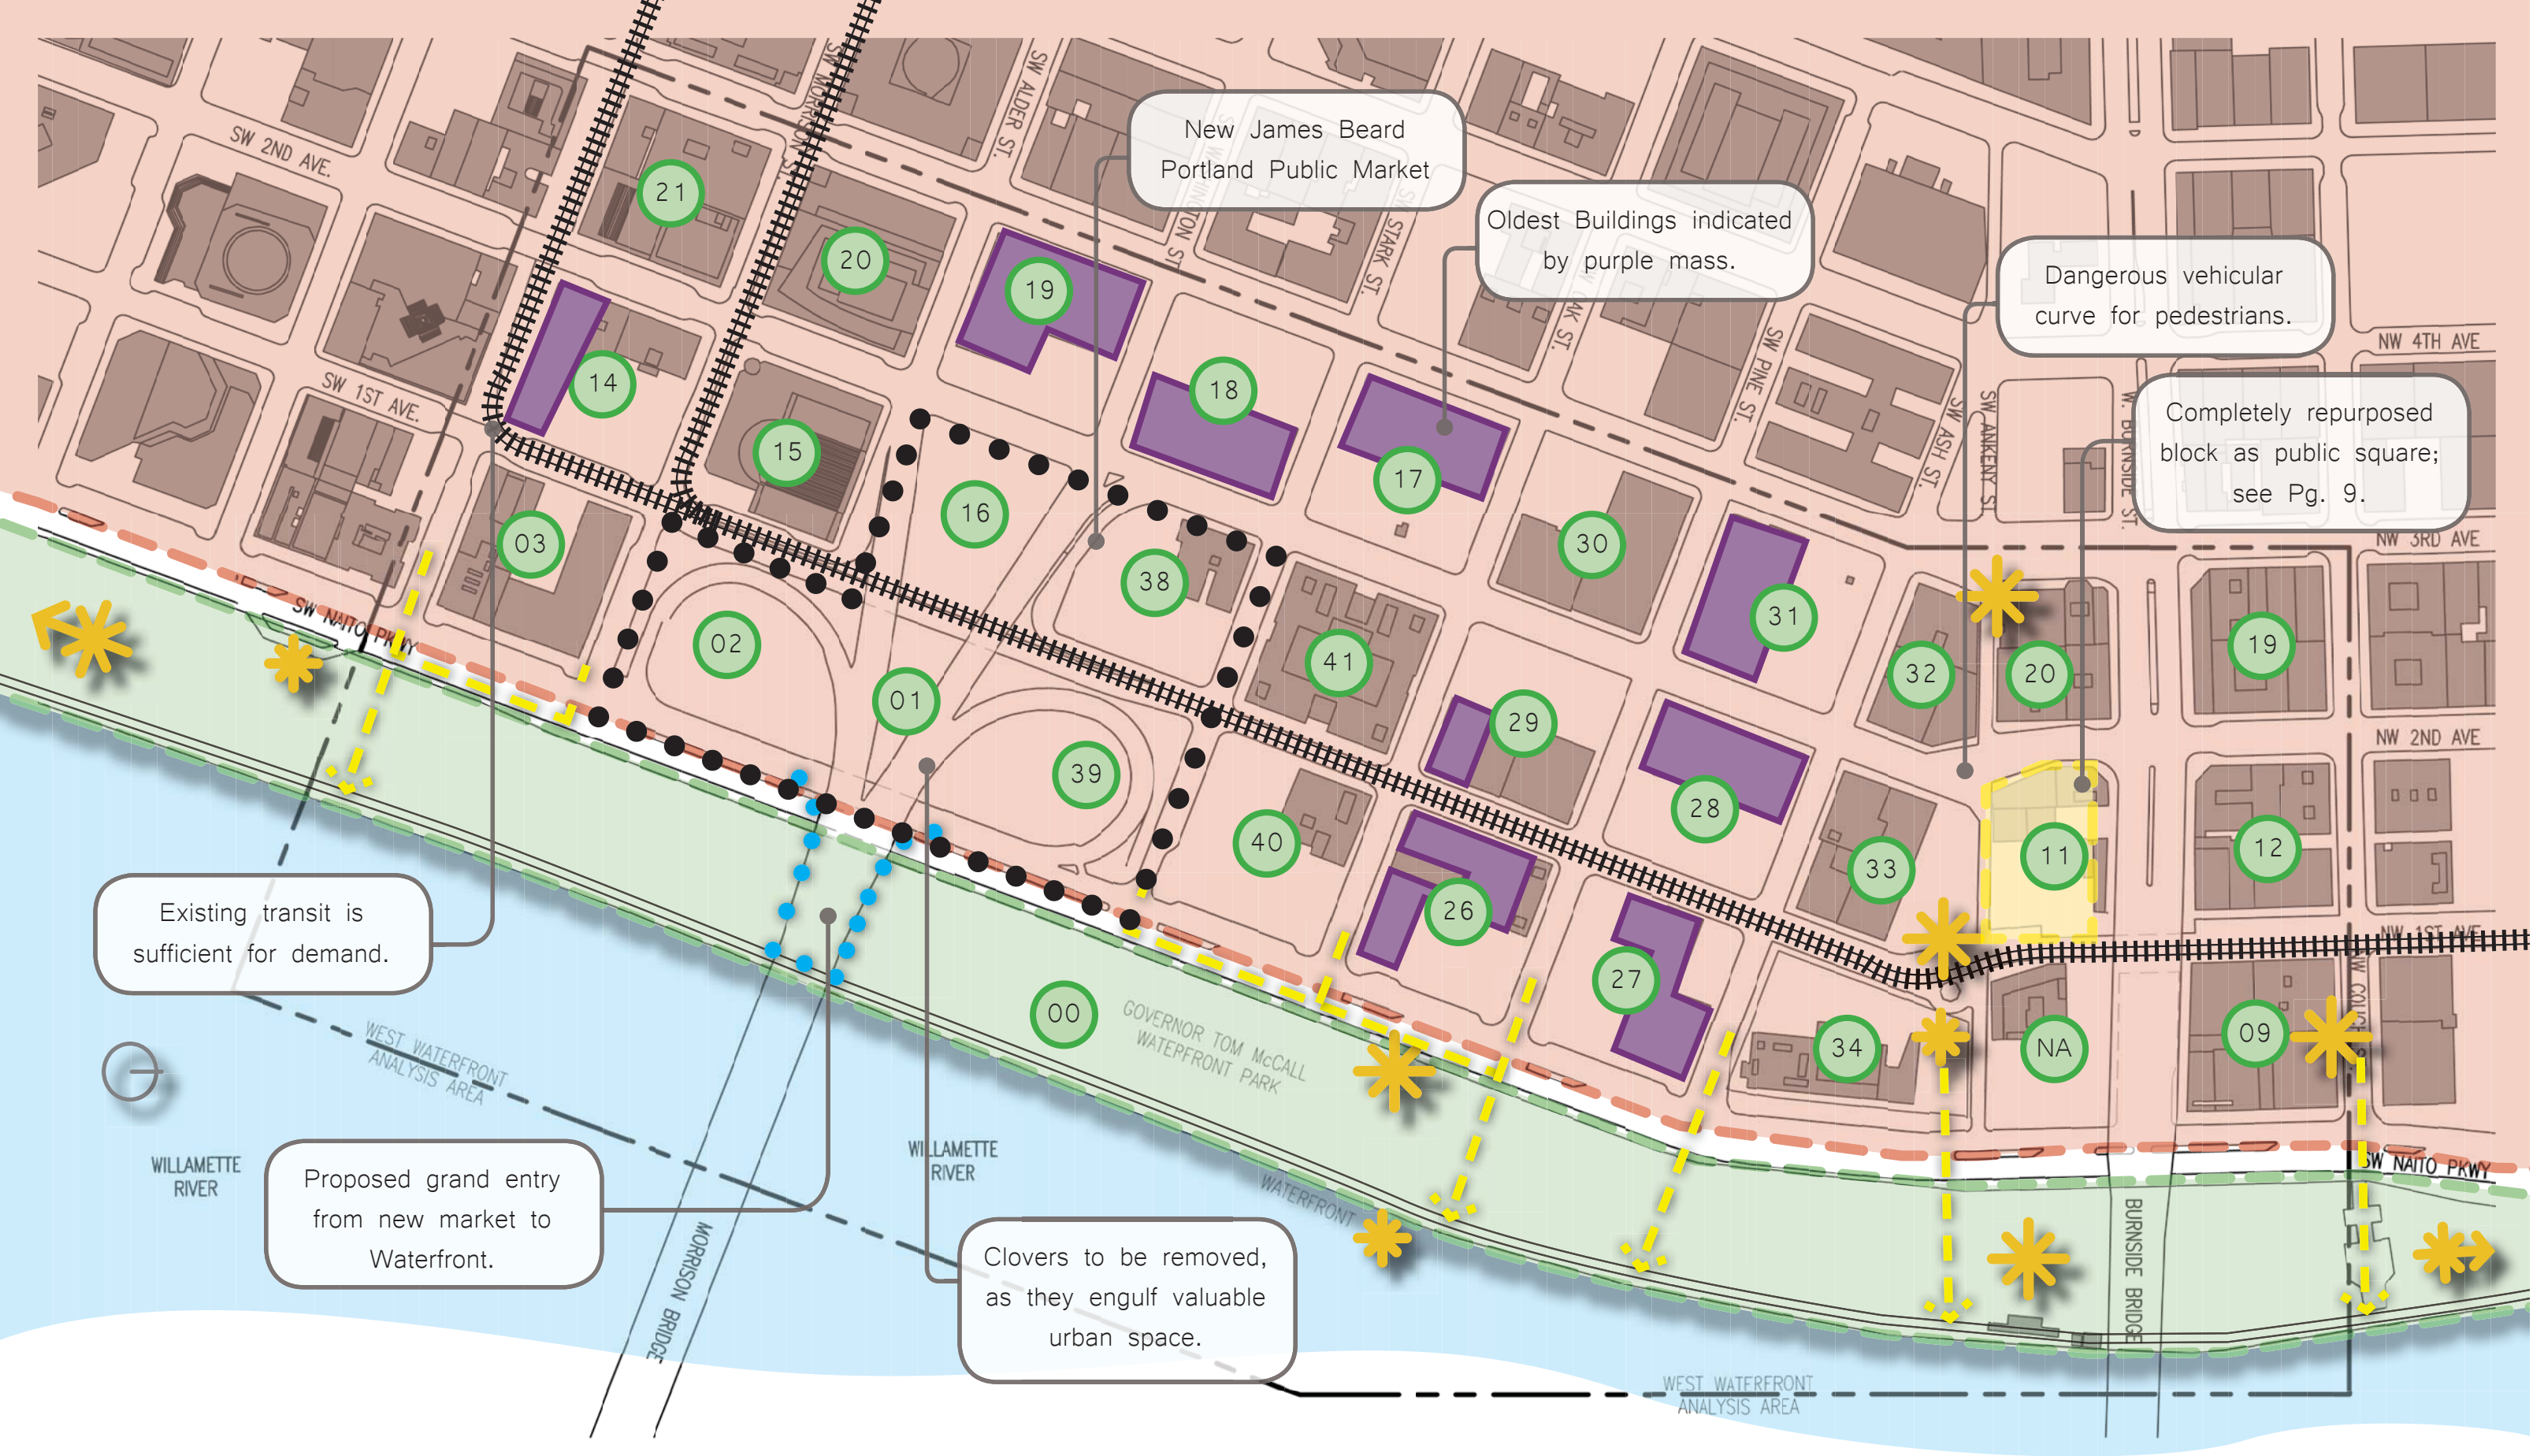 New James Beard
Portland Public Market
Oldest Buildings indicated
by purple mass.
Dangerous vehicular
curve for pedestrians.
Completely repurposed
block as public square;
see Pg. 9.
Existing transit is
sufficient for demand.
Proposed grand entry
from new market to
Waterfront.
Clovers to be removed,
as they engulf valuable
urban space.
SW 2ND AVE.
SW 1ST AVE.
SW MORRISON ST.
SW ALDER ST.
SW STARK ST.
OAK ST.
SW PINE ST.
SW ASH ST.
SW ANKENY ST
W. BURNSIDE ST.
NW 4TH AVE
NW 3RD AVE
NW 2ND AVE
NW 1ST AVE
SW NAITO PKWY
SW NAITO PKWY
21
20
19
14
18
15
17
16
03
30
38
02
31
41
32
20
19
01
29
39
28
40
33
11
12
26
27
00
34
NA
09
GOVERNOR TOM McCALL
WATERFRONT PARK
WATERFRONT
WEST WATERFRONT
ANALYSIS AREA
WILLAMETTE
RIVER
WILLAMETTE
RIVER
MORRISON BRIDGE
BURNSIDE BRIDGE
WEST WATERFRONT
ANALYSIS AREA